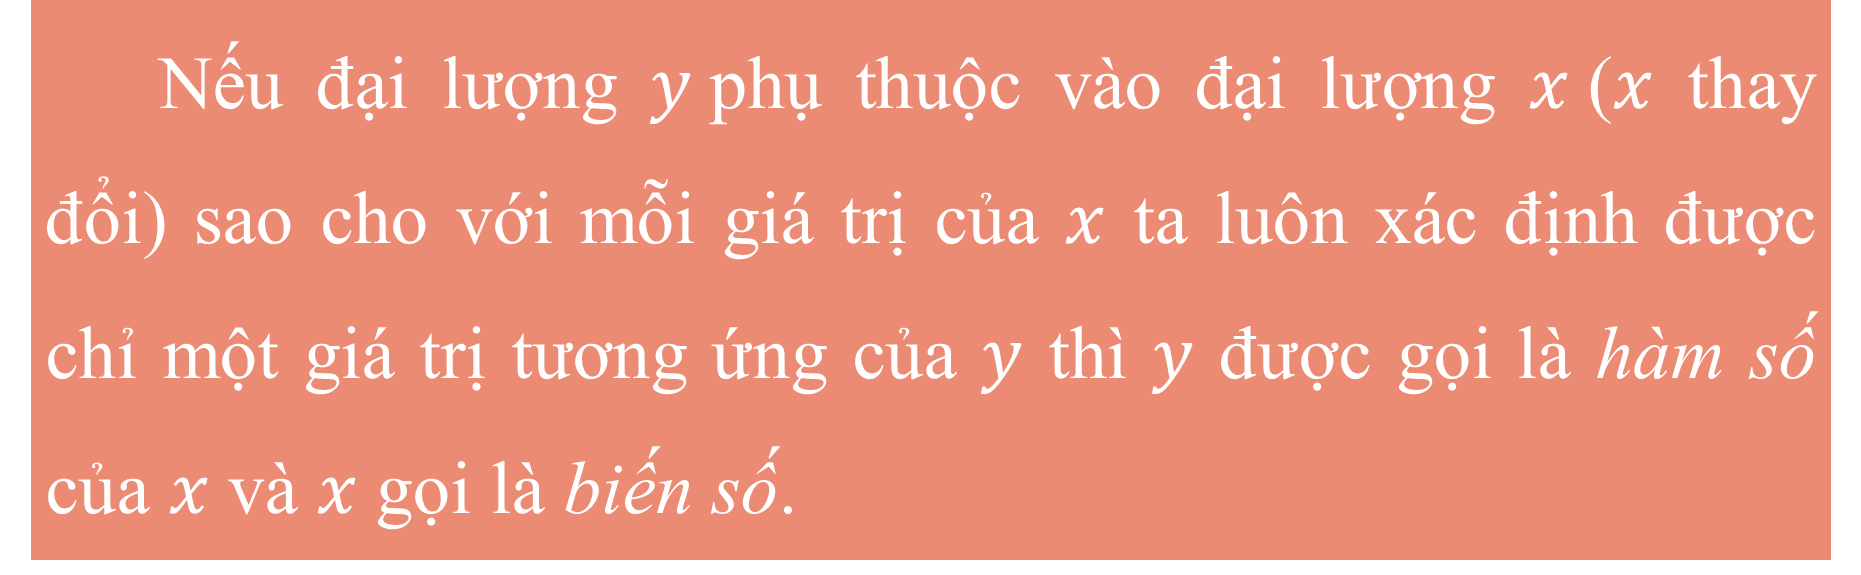 Nếu đại lượng y phụ thuộc vào đại lượng x (x thay
đổi) sao cho với mỗi giá trị của x ta luôn xác định được
chỉ một giá trị tương ứng của y thì y được gọi là hàm số
của x và x gọi là biến số.